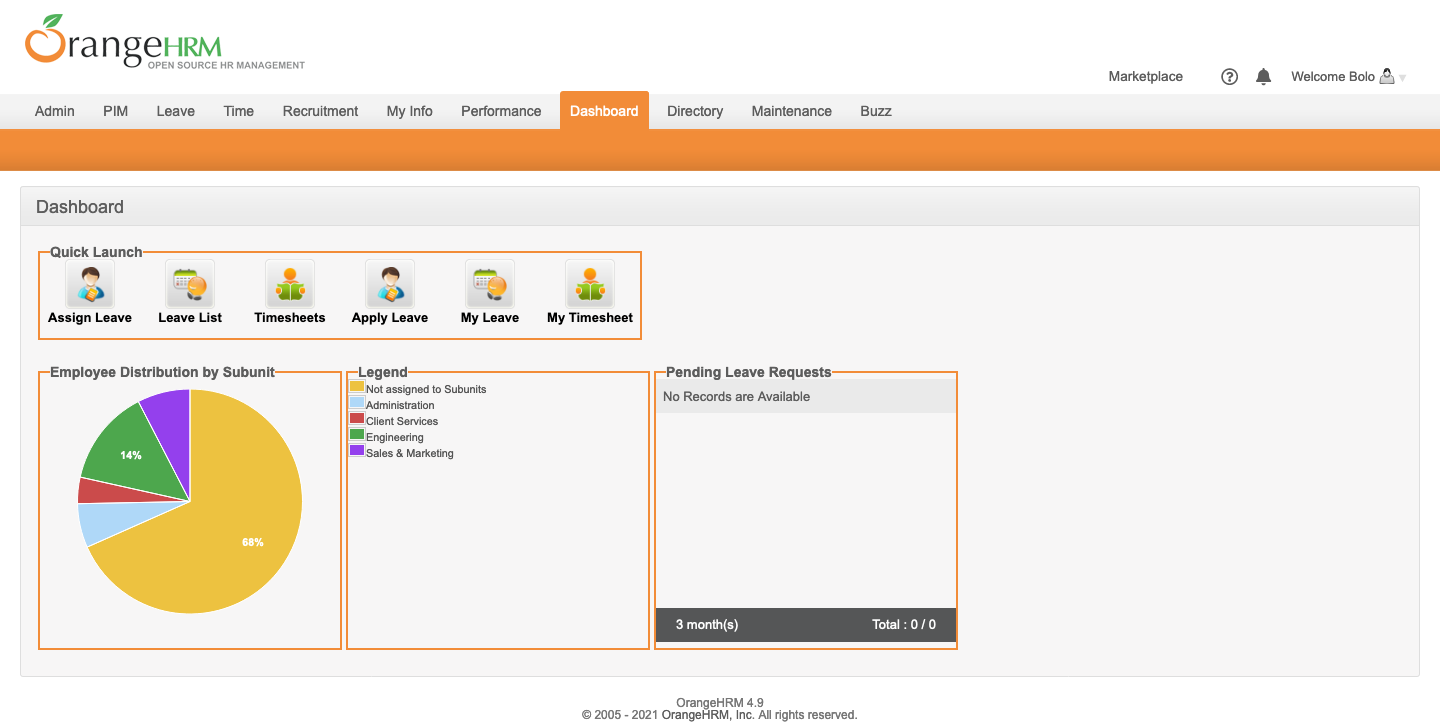 OrangeHRM
OPEN SOURCE HR MANAGEMENT
Marketplace Welcome Bolo
Admin PIM Leave Time Recruitment My Info Performance Dashboard Directory Maintenance Buzz
Dashboard
Quick Launch
Assign Leave Leave List Timesheets Apply Leave My Leave My Timesheet
Employee Distribution by Subunit
14%
68%
Legend
Not assigned to Subunits
Administration
Client Services
Engineering
Sales & Marketing
Pending Leave Requests
No Records are Available
3 month(s) Total : 0 / 0
OrangeHRM 4.9
© 2005 - 2021 OrangeHRM, Inc. All rights reserved.